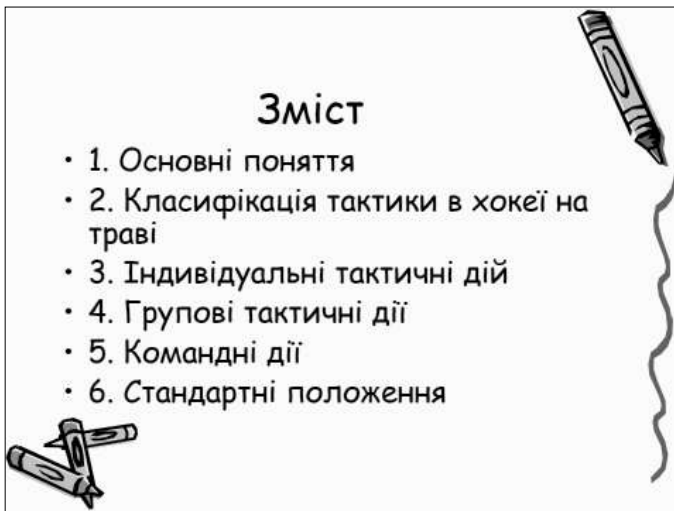 Зміст
• 1. Основні поняття
• 2. Класифікація тактики в хокеї на
траві
• 3. Індивідуальні тактичні дій
• 4. Групові тактичні дії
• 5. Командні дії
• 6. Стандартні положення